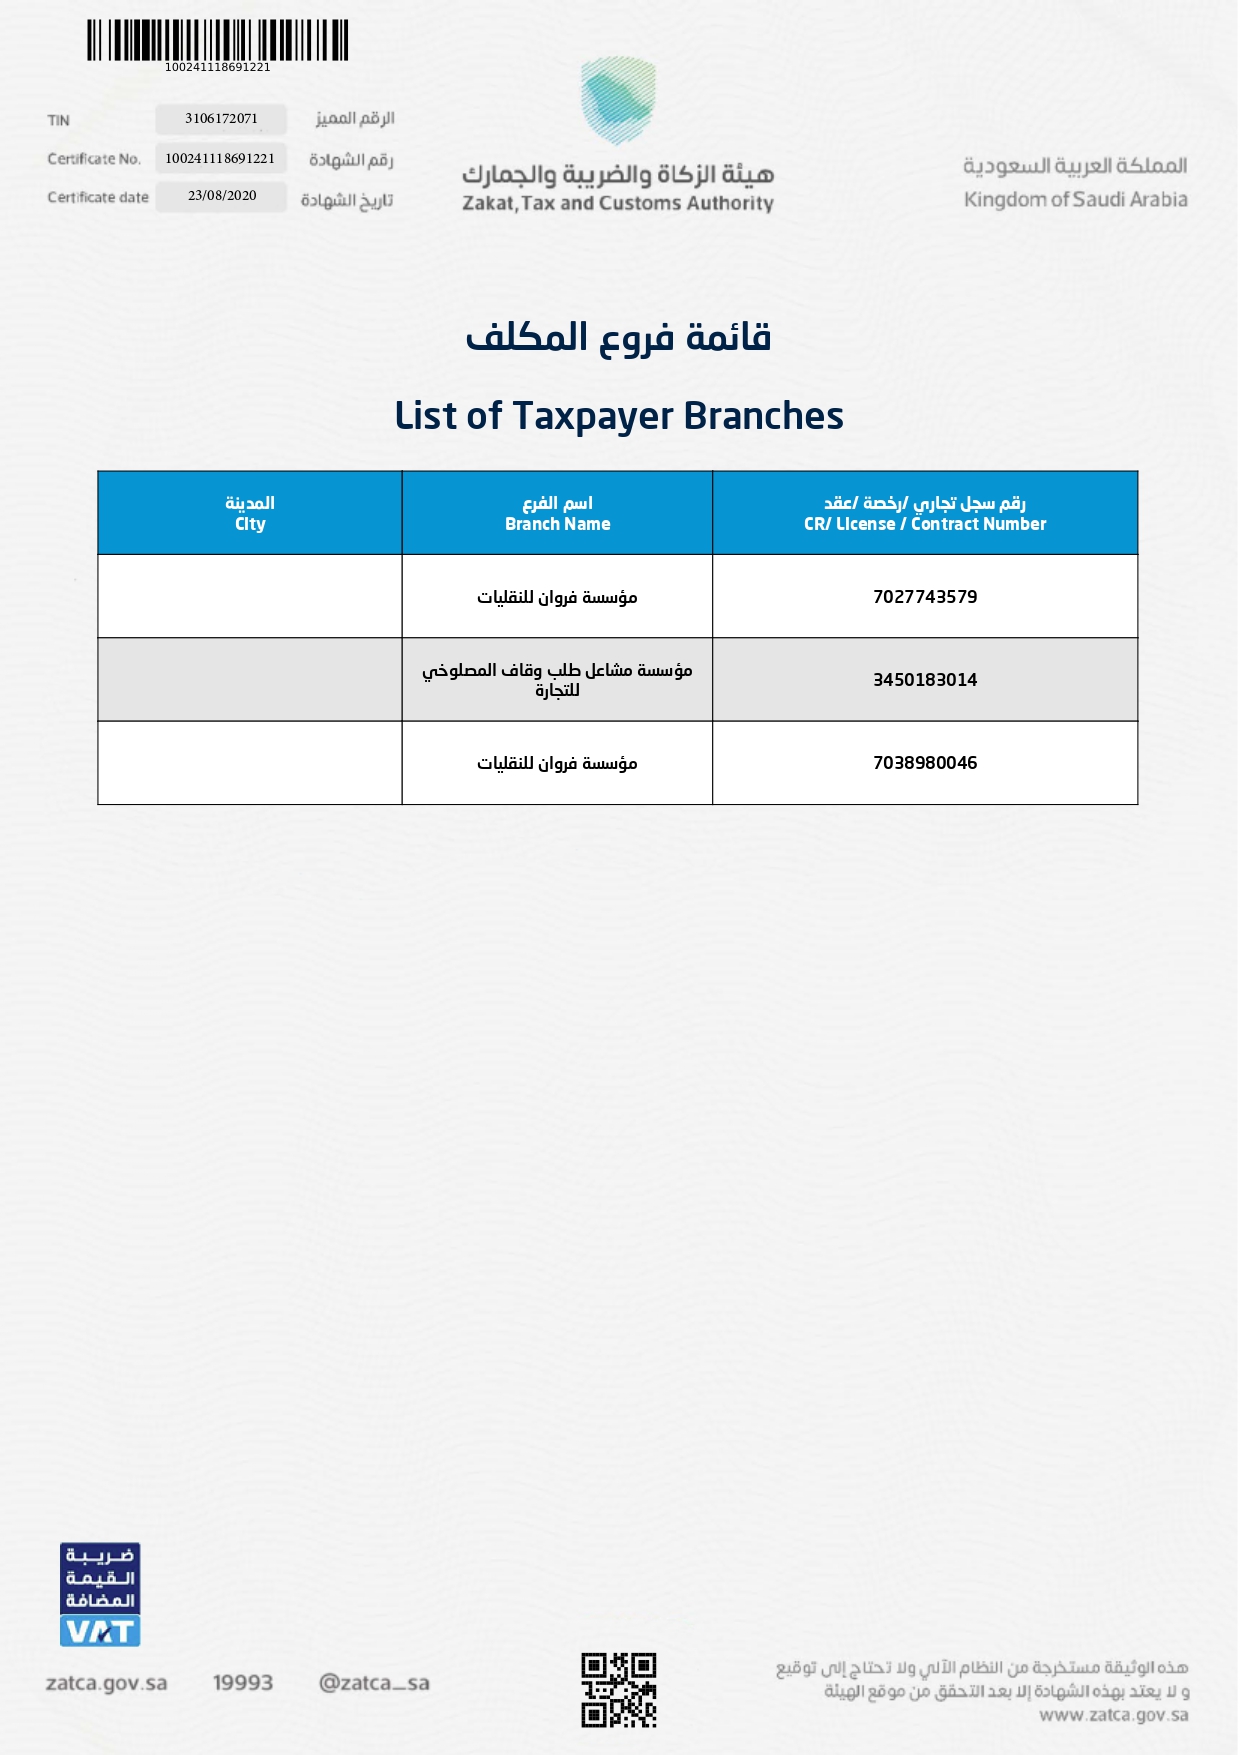 100241118691221
TIN 3106172071 الرقم المميز
Certificate No. 100241118691221 رقم الشهادة
Certificate date 23/08/2020 تاريخ الشهادة
هيئة الزكاة والضريبة والجمارك
Zakat, Tax and Customs Authority
المملكة العربية السعودية
Kingdom of Saudi Arabia
قائمة فروع المكلف
List of Taxpayer Branches
رقم سجل تجاري /رخصة /عقد
CR/ License / Contract Number
اسم الفرع
Branch Name
المدينة
City
7027743579
مؤسسة فروان للنقليات
3450183014
مؤسسة مشاعل طلب وقاف المصلوخي
للتجارة
7038980046
مؤسسة فروان للنقليات
ضريبة
القيمة
المضافة
VAT
zatca.gov.sa 19993 @zatca_sa
هذه الوثيقة مستخرجة من النظام الآلي ولا تحتاج إلى توقيع
و لا يعتد بهذه الشهادة إلا بعد التحقق من موقع الهيئة
www.zatca.gov.sa